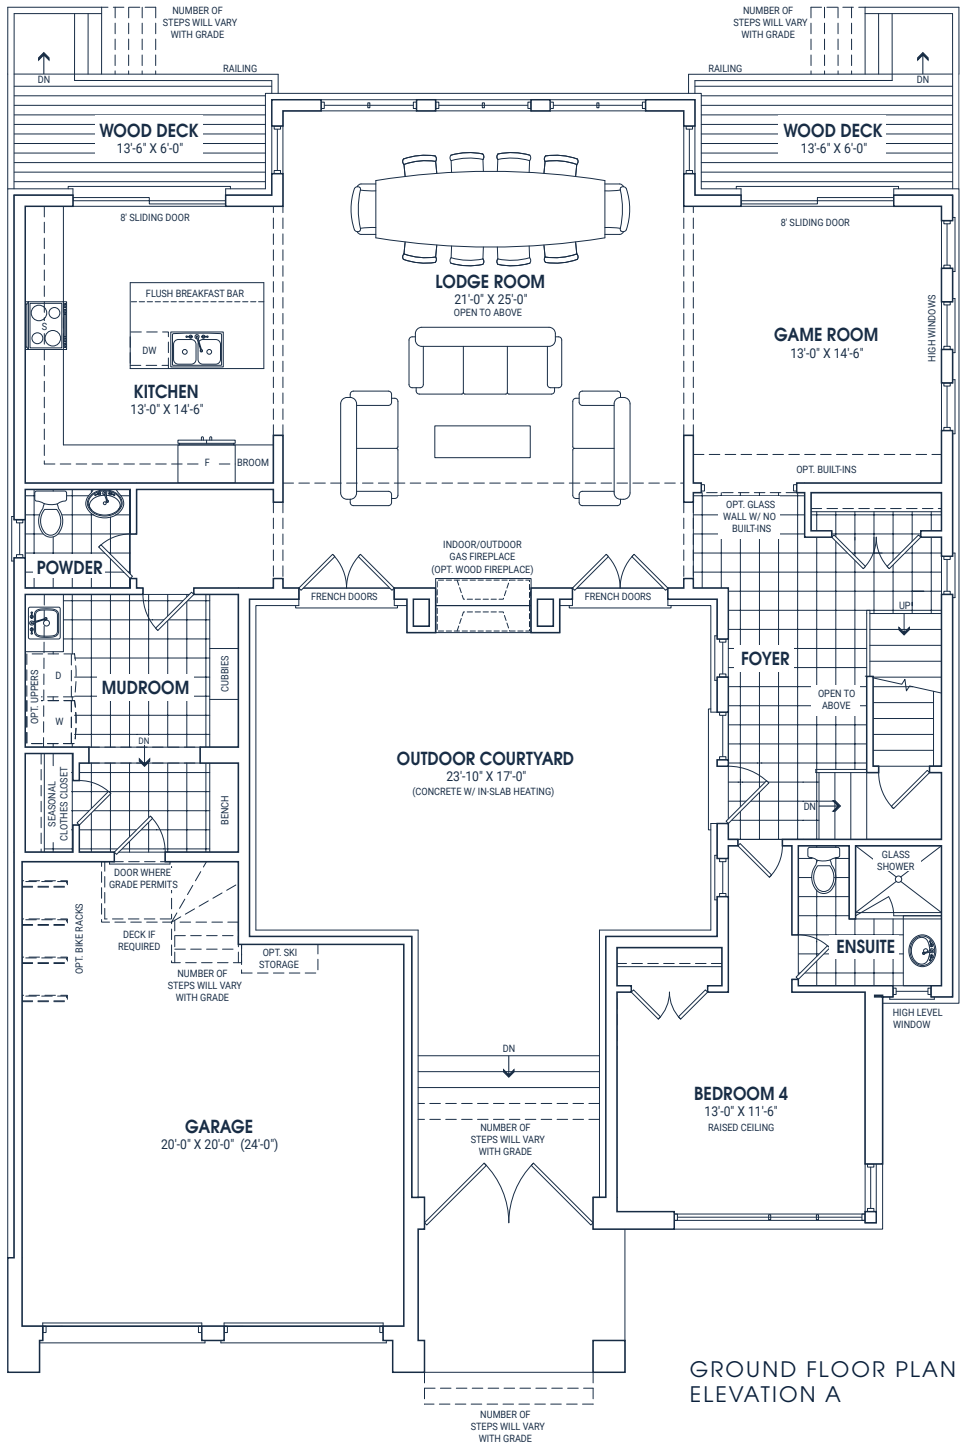 NUMBER OF
STEPS WILL VARY
WITH GRADE
NUMBER OF
STEPS WILL VARY
WITH GRADE
DN
RAILING
RAILING
DN
WOOD DECK
13'-6" X 6'-0"
WOOD DECK
13'-6" X 6'-0"
8' SLIDING DOOR
8' SLIDING DOOR
LODGE ROOM
21'-0" X 25'-0"
OPEN TO ABOVE
FLUSH BREAKFAST BAR
S
DW
KITCHEN
13'-0" X 14'-6"
F
BROOM
GAME ROOM
13'-0" X 14'-6"
HIGH WINDOWS
OPT. BUILT-INS
OPT. GLASS
WALL W/ NO
BUILT-INS
INDOOR/OUTDOOR
GAS FIREPLACE
(OPT. WOOD FIREPLACE)
POWDER
FRENCH DOORS
FRENCH DOORS
UP
FOYER
OPEN TO
ABOVE
OPT. UPPERS
D
W
MUDROOM
CUBBIES
DN
OUTDOOR COURTYARD
23'-10" X 17'-0"
(CONCRETE W/ IN-SLAB HEATING)
SEASONAL
CLOTHES CLOSET
BENCH
DN
DOOR WHERE
GRADE PERMITS
GLASS
SHOWER
OPT. BIKE RACKS
DECK IF
REQUIRED
NUMBER OF
STEPS WILL VARY
WITH GRADE
OPT. SKI
STORAGE
ENSUITE
HIGH LEVEL
WINDOW
DN
NUMBER OF
STEPS WILL VARY
WITH GRADE
BEDROOM 4
13'-0" X 11'-6"
RAISED CEILING
GARAGE
20'-0" X 20'-0" (24'-0")
GROUND FLOOR PLAN
ELEVATION A
NUMBER OF
STEPS WILL VARY
WITH GRADE